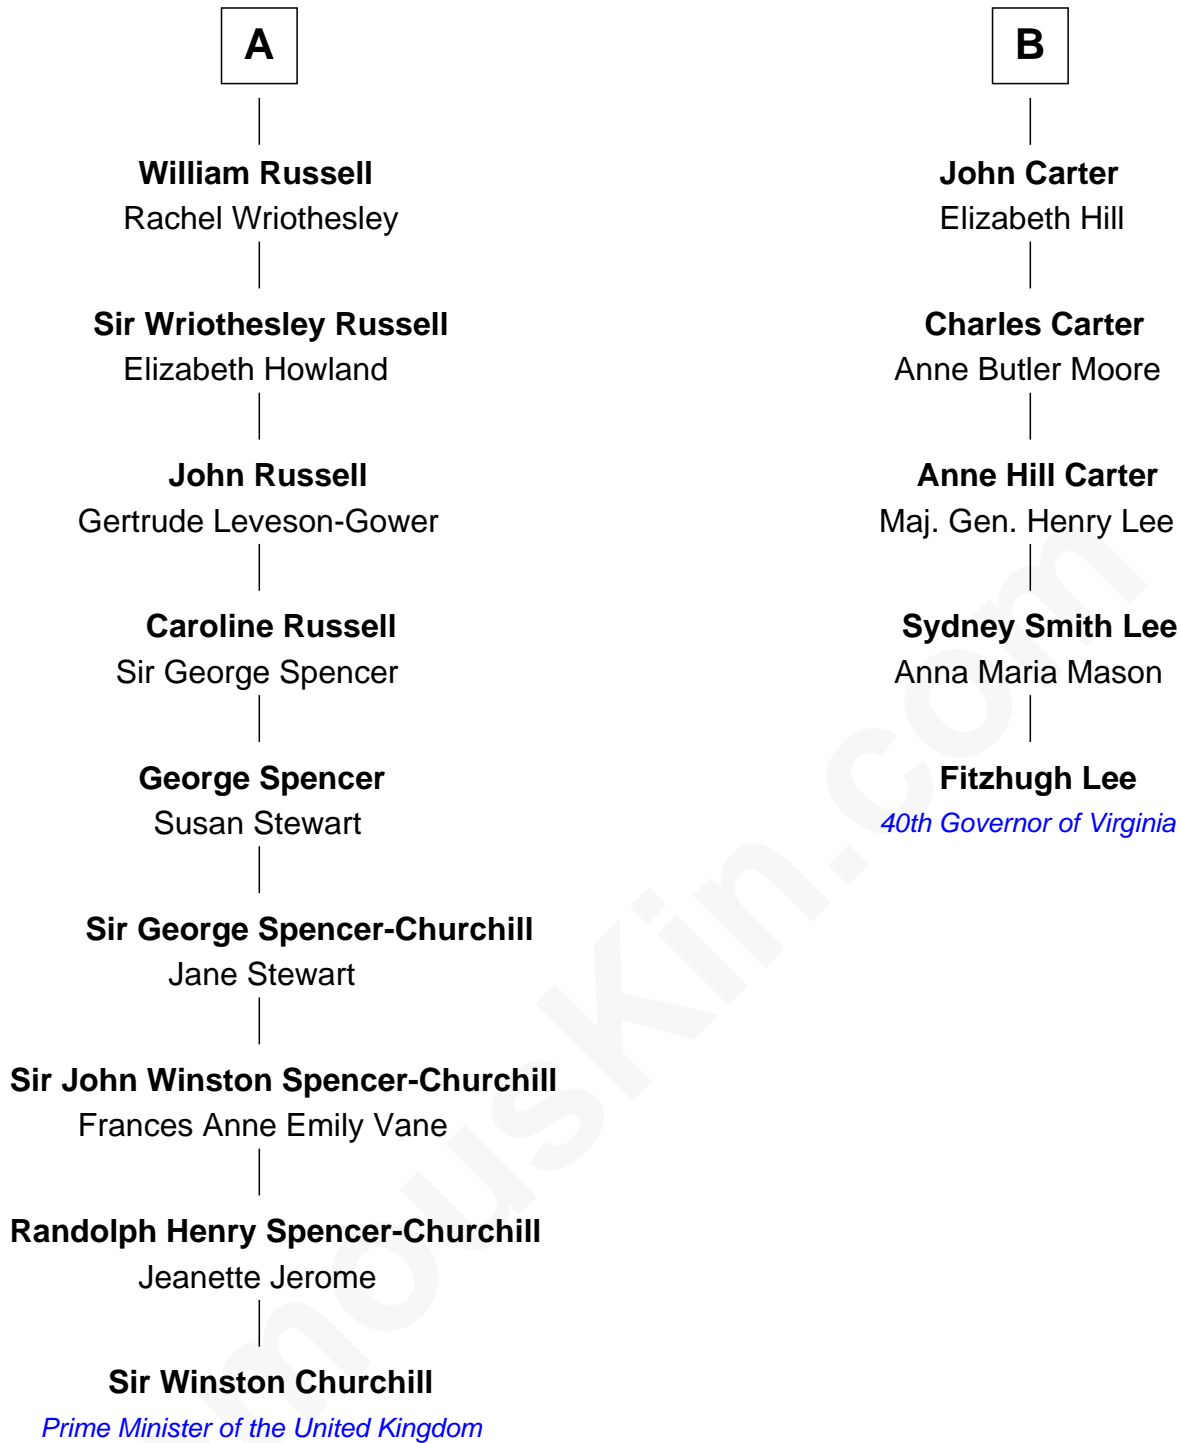 A
William Russell
Rachel Wriothesley
Sir Wriothesley Russell
Elizabeth Howland
John Russell
Gertrude Leveson-Gower
Caroline Russell
Sir George Spencer
George Spencer
Susan Stewart
Sir George Spencer-Churchill
Jane Stewart
Sir John Winston Spencer-Churchill
Frances Anne Emily Vane
Randolph Henry Spencer-Churchill
Jeanette Jerome
Sir Winston Churchill
Prime Minister of the United Kingdom
B
John Carter
Elizabeth Hill
Charles Carter
Anne Butler Moore
Anne Hill Carter
Maj. Gen. Henry Lee
Sydney Smith Lee
Anna Maria Mason
Fitzhugh Lee
40th Governor of Virginia
mousKin.com